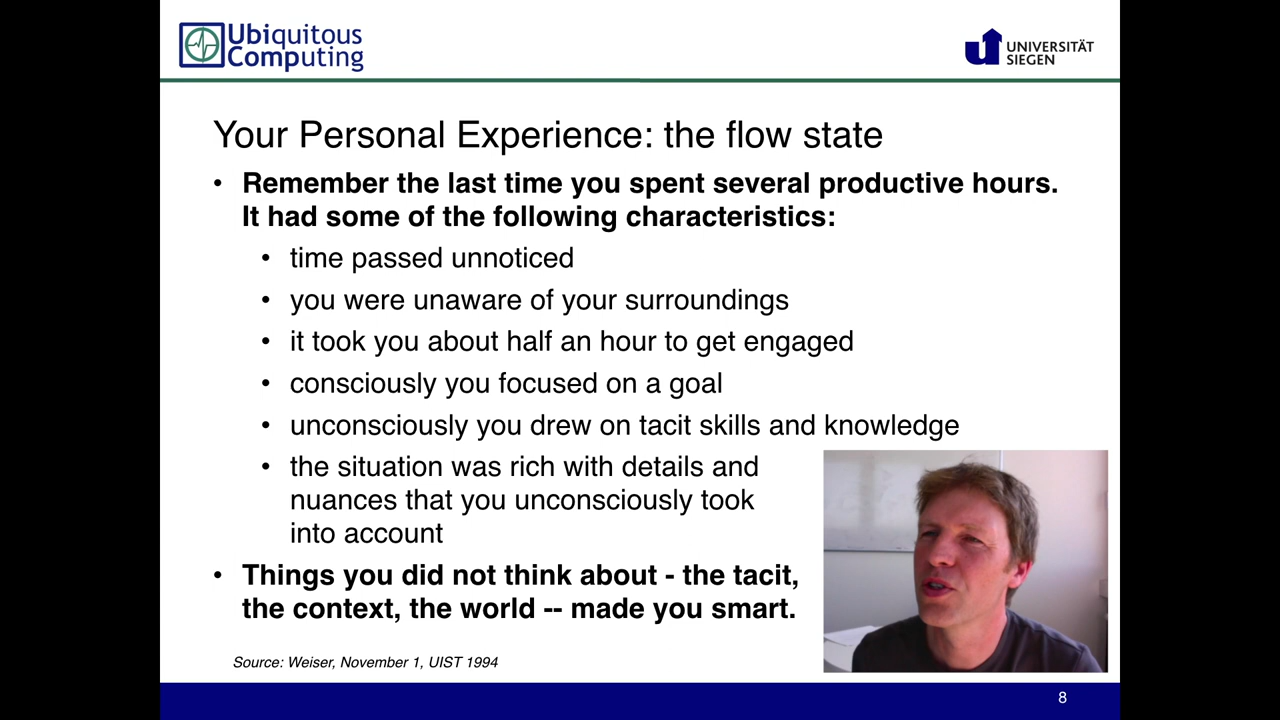 Ubiquitous
Computing
UNIVERSITÄT
SIEGEN
Your Personal Experience: the flow state
• Remember the last time you spent several productive hours.
It had some of the following characteristics:
• time passed unnoticed
• you were unaware of your surroundings
• it took you about half an hour to get engaged
• consciously you focused on a goal
• unconsciously you drew on tacit skills and knowledge
• the situation was rich with details and
nuances that you unconsciously took
into account
• Things you did not think about - the tacit,
the context, the world -- made you smart.
Source: Weiser, November 1, UIST 1994
8